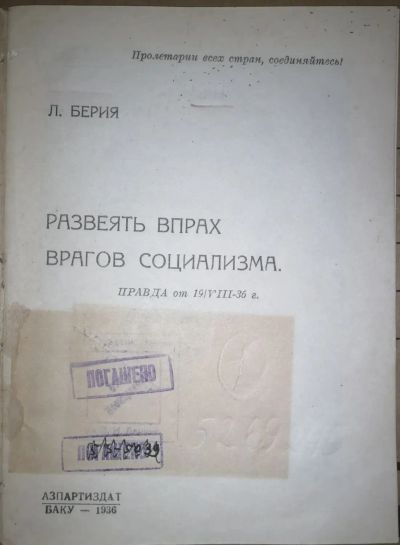 Пролетарии всех стран, соединяйтесь!
Л. БЕРИЯ
РАЗВЕЯТЬ ВПРАХ
ВРАГОВ СОЦИАЛИЗМА.
ПРАВДА от 19/VIII-36 г.
ПОГАШЕНО
АЗПАРТИЗДАТ
БАКУ — 1936